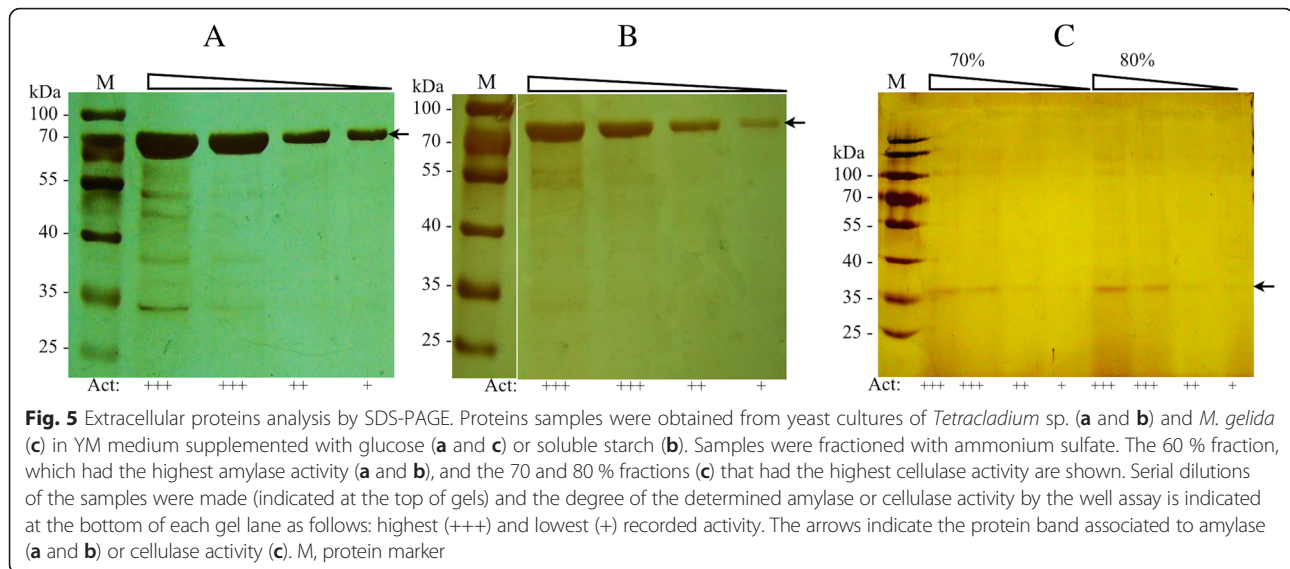 A
B
C
kDa
M
100
70
55
40
35
25
Act:
+++
+++
++
+
kDa
M
100 -
70 -
55 -
40 -
35 -
25 -
+++
+++
++
+
70%
80%
M
kDa
100 -
70 -
55 -
40 -
35 -
25 -
Act:
+++
+++
++
+
+++
+++
++
+
Fig. 5 Extracellular proteins analysis by SDS-PAGE. Proteins samples were obtained from yeast cultures of Tetracladium sp. (a and b) and M. gelida
(c) in YM medium supplemented with glucose (a and c) or soluble starch (b). Samples were fractioned with ammonium sulfate. The 60 % fraction,
which had the highest amylase activity (a and b), and the 70 and 80 % fractions (c) that had the highest cellulase activity are shown. Serial dilutions
of the samples were made (indicated at the top of gels) and the degree of the determined amylase or cellulase activity by the well assay is indicated
at the bottom of each gel lane as follows: highest (+++) and lowest (+) recorded activity. The arrows indicate the protein band associated to amylase
(a and b) or cellulase activity (c). M, protein marker